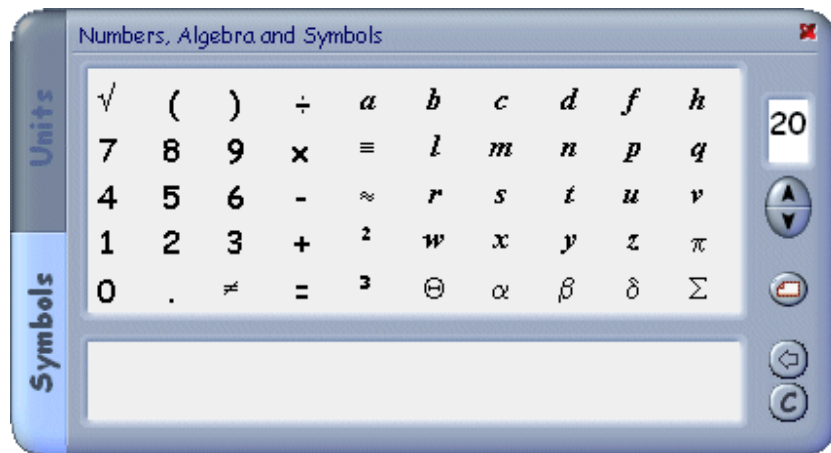 Numbers, Algebra and Symbols
Units
Symbols
√ ( ) ÷ a b c d f h
7 8 9 × ≡ l m n p q
4 5 6 - ≈ r s t u v
1 2 3 + ² w x y z π
0 . ≠ = ³ Θ α β δ Σ
20
C